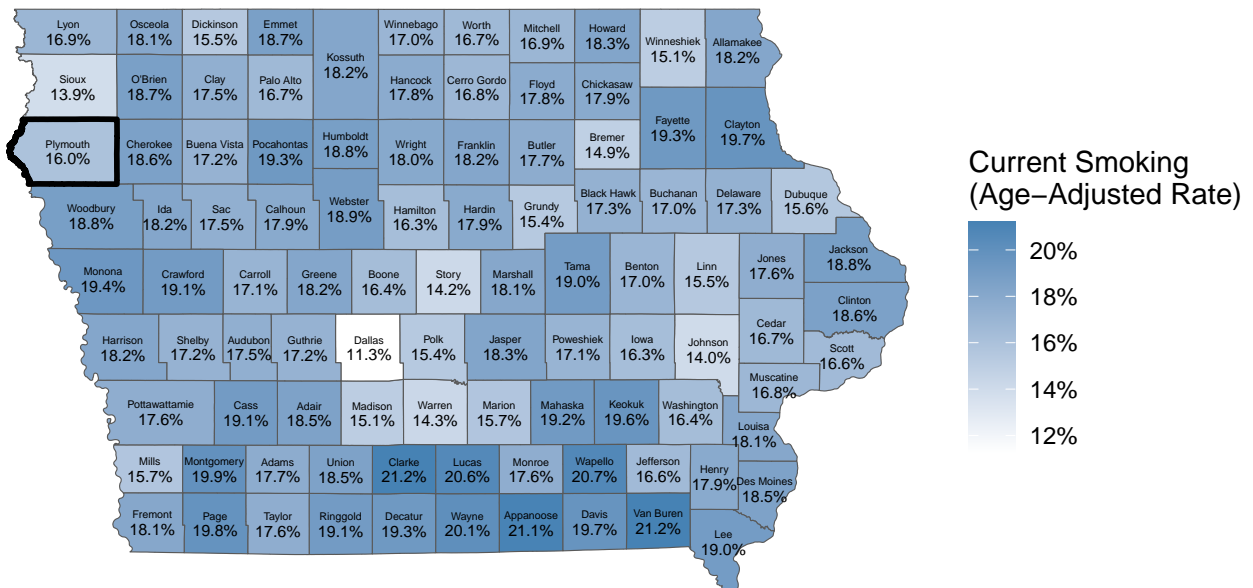 Lyon
16.9%
Osceola
18.1%
Dickinson
15.5%
Emmet
18.7%
Kossuth
18.2%
Winnebago
17.0%
Worth
16.7%
Mitchell
16.9%
Howard
18.3%
Winneshiek
15.1%
Allamakee
18.2%
Sioux
13.9%
O'Brien
18.7%
Clay
17.5%
Palo Alto
16.7%
Hancock
17.8%
Cerro Gordo
16.8%
Floyd
17.8%
Chickasaw
17.9%
Fayette
19.3%
Clayton
19.7%
Plymouth
16.0%
Cherokee
18.6%
Buena Vista
17.2%
Pocahontas
19.3%
Humboldt
18.8%
Wright
18.0%
Franklin
18.2%
Butler
17.7%
Bremer
14.9%
Woodbury
18.8%
Ida
18.2%
Sac
17.5%
Calhoun
17.9%
Webster
18.9%
Hamilton
16.3%
Hardin
17.9%
Grundy
15.4%
Black Hawk
17.3%
Buchanan
17.0%
Delaware
17.3%
Dubuque
15.6%
Monona
19.4%
Crawford
19.1%
Carroll
17.1%
Greene
18.2%
Boone
16.4%
Story
14.2%
Marshall
18.1%
Tama
19.0%
Benton
17.0%
Linn
15.5%
Jones
17.6%
Jackson
18.8%
Clinton
18.6%
Harrison
18.2%
Shelby
17.2%
Audubon
17.5%
Guthrie
17.2%
Dallas
11.3%
Polk
15.4%
Jasper
18.3%
Poweshiek
17.1%
Iowa
16.3%
Johnson
14.0%
Cedar
16.7%
Scott
16.6%
Muscatine
16.8%
Pottawattamie
17.6%
Cass
19.1%
Adair
18.5%
Madison
15.1%
Warren
14.3%
Marion
15.7%
Mahaska
19.2%
Keokuk
19.6%
Washington
16.4%
Louisa
18.1%
Mills
15.7%
Montgomery
19.9%
Adams
17.7%
Union
18.5%
Clarke
21.2%
Lucas
20.6%
Monroe
17.6%
Wapello
20.7%
Jefferson
16.6%
Henry
17.9%
Des Moines
18.5%
Fremont
18.1%
Page
19.8%
Taylor
17.6%
Ringgold
19.1%
Decatur
19.3%
Wayne
20.1%
Appanoose
21.1%
Davis
19.7%
Van Buren
21.2%
Lee
19.0%
Current Smoking
(Age−Adjusted Rate)
20%
18%
16%
14%
12%